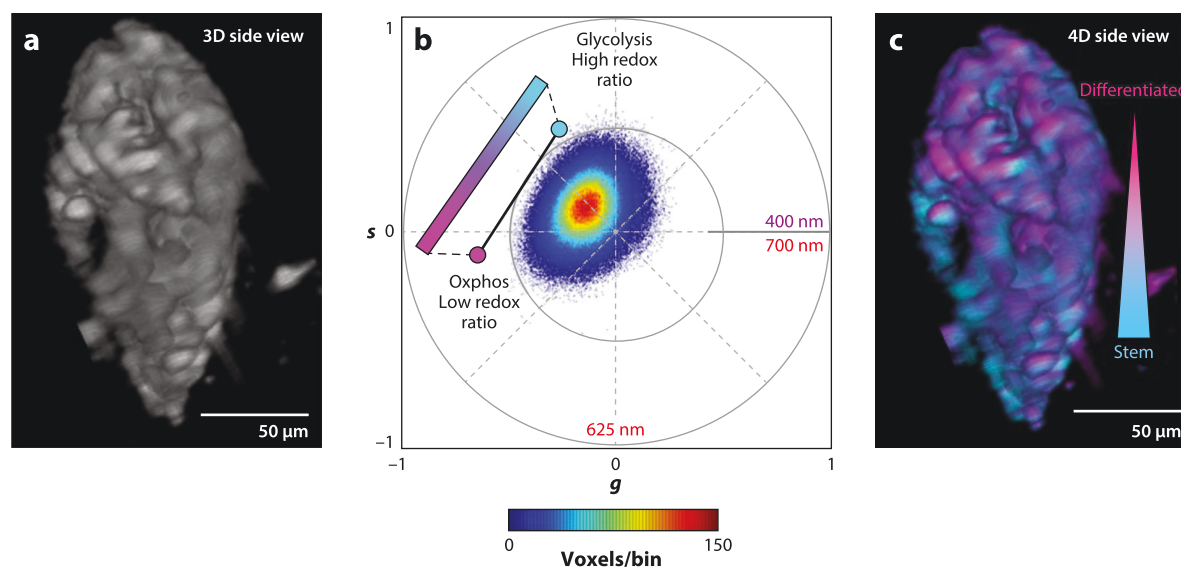 a
3D side view
50 µm
b
1
s 0
–1
–1
0
1
g
Glycolysis
High redox
ratio
Oxphos
Low redox
ratio
400 nm
700 nm
625 nm
0
150
Voxels/bin
c
4D side view
Differentiated
Stem
50 µm